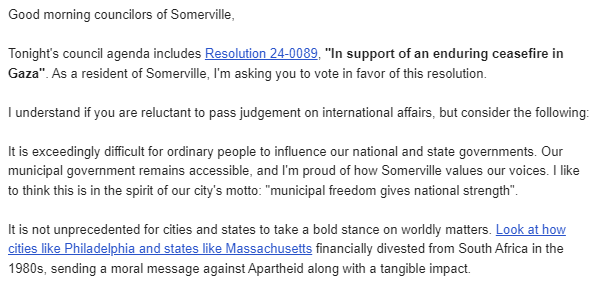 Good morning councilors of Somerville,
Tonight's council agenda includes Resolution 24-0089, "In support of an enduring ceasefire in
Gaza". As a resident of Somerville, I'm asking you to vote in favor of this resolution.
I understand if you are reluctant to pass judgement on international affairs, but consider the following:
It is exceedingly difficult for ordinary people to influence our national and state governments. Our
municipal government remains accessible, and I'm proud of how Somerville values our voices. I like
to think this is in the spirit of our city's motto: "municipal freedom gives national strength".
It is not unprecedented for cities and states to take a bold stance on worldly matters. Look at how
cities like Philadelphia and states like Massachusetts financially divested from South Africa in the
1980s, sending a moral message against Apartheid along with a tangible impact.